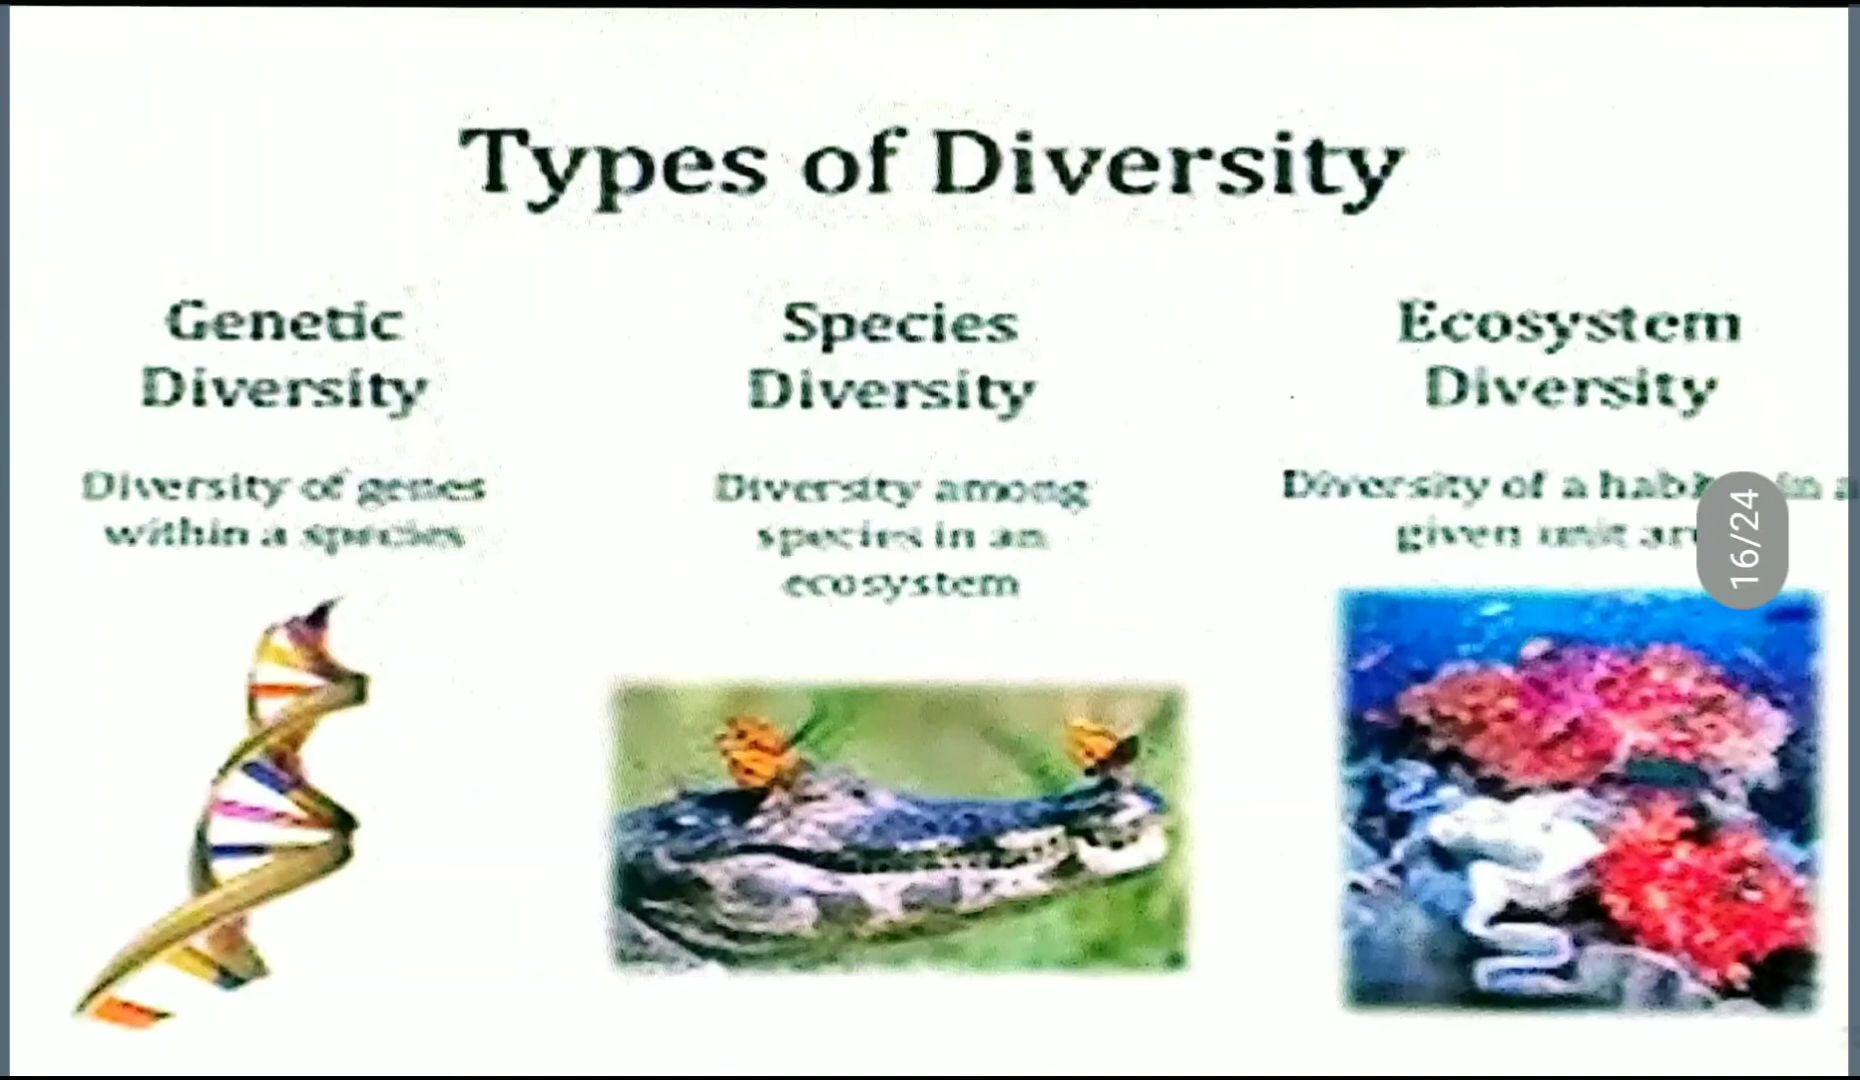 Types of Diversity
Genetic
Diversity
Diversity of genes
within a species
Species
Diversity
Diversity among
species in an
ecosystem
Ecosystem
Diversity
Diversity of a in a
given unit
16/24